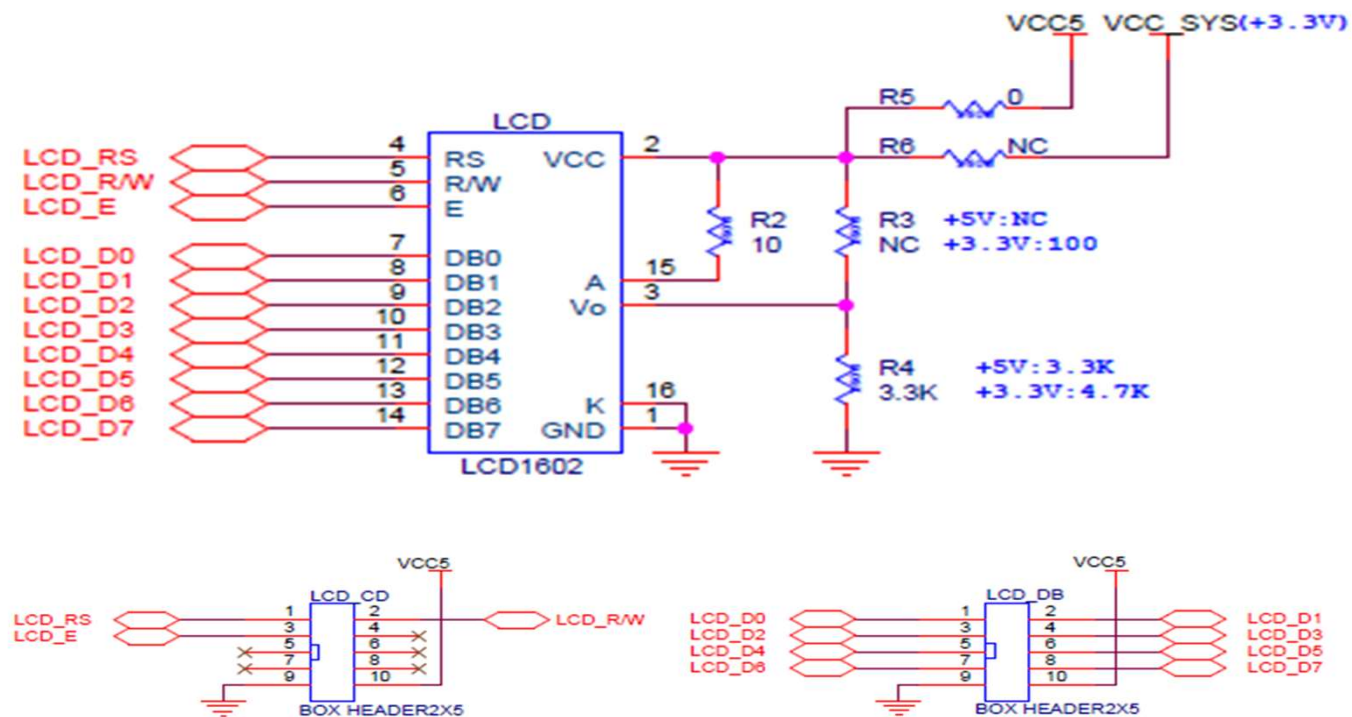 VCC5 VCC_SYS(+3.3V)
R5 0
LCD
LCD_RS 4 RS VCC 2 R6 NC
LCD_R/W 5 R/W
LCD_E 6 E
R2 R3 +5V:NC
10 NC +3.3V:100
LCD_D0 7 DB0
LCD_D1 8 DB1 A 15
LCD_D2 9 DB2 Vo 3
LCD_D3 10 DB3
LCD_D4 11 DB4 R4 +5V:3.3K
LCD_D5 12 DB5 3.3K +3.3V:4.7K
LCD_D6 13 DB6 K 16
LCD_D7 14 DB7 GND 1
LCD1602
VCC5
LCD_CD
LCD_RS 1 2 LCD_R/W
LCD_E 3 4
5 6
7 8
9 10
BOX HEADER2X5
VCC5
LCD_DB
LCD_D0 1 2 LCD_D1
LCD_D2 3 4 LCD_D3
LCD_D4 5 6 LCD_D5
LCD_D6 7 8 LCD_D7
9 10
BOX HEADER2X5